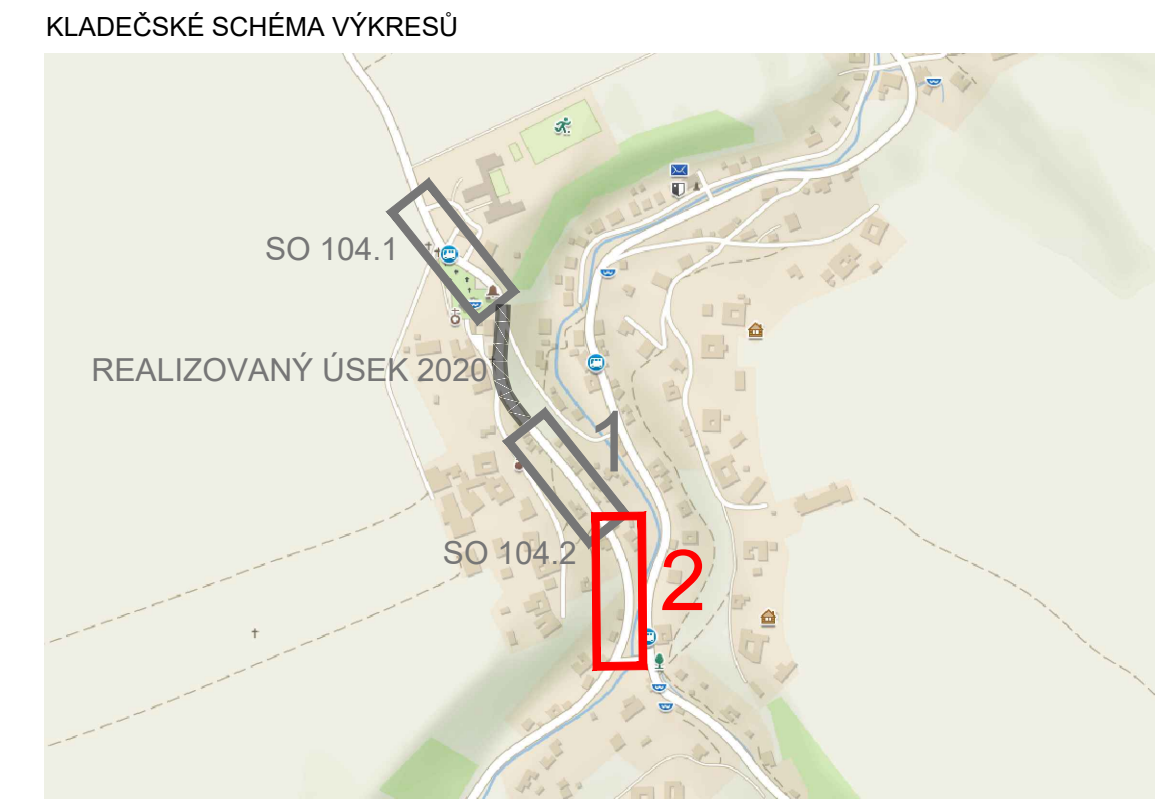 KLADEČSKÉ SCHÉMA VÝKRESŮ
SO 104.1
REALIZOVANÝ ÚSEK 2020
1
SO 104.2
2